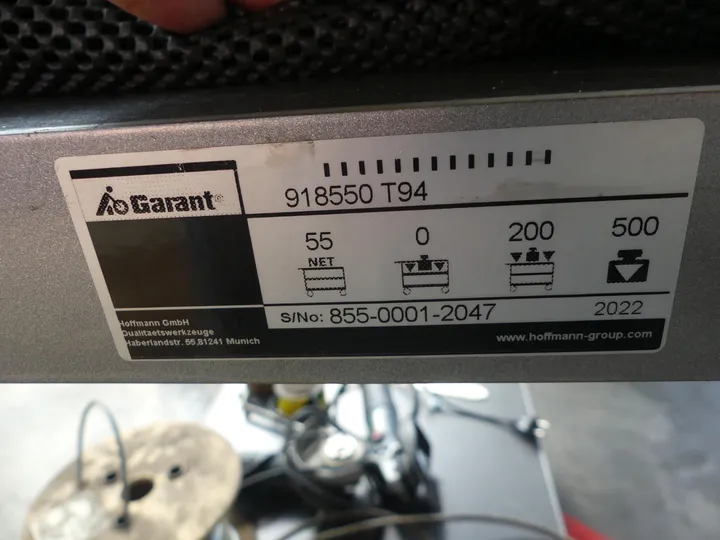 Garant®
918550 T94
55 0 200 500
NET
S/No: 855-0001-2047 2022
Hoffmann GmbH
Qualitaetswerkzeuge
Haberlandstr. 55,81241 Munich
www.hoffmann-group.com